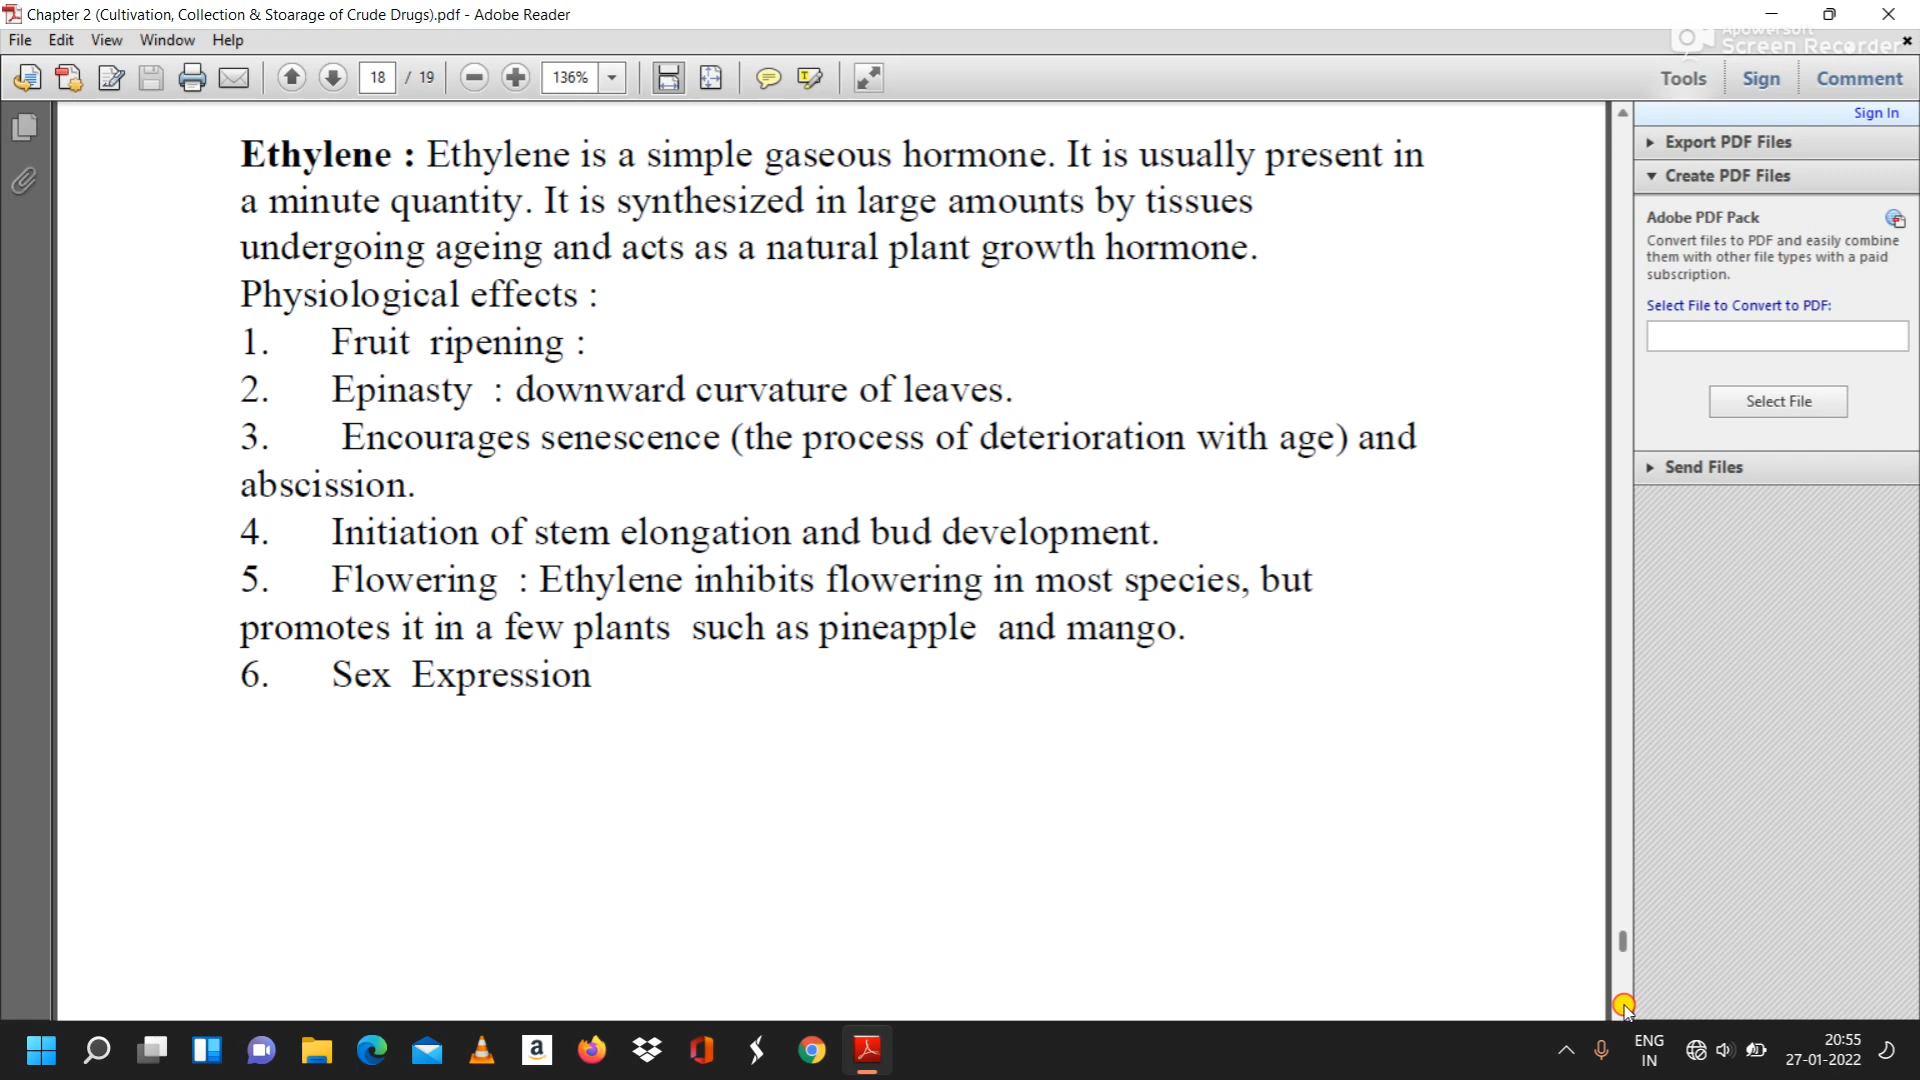 Chapter 2 (Cultivation, Collection & Stoarage of Crude Drugs).pdf - Adobe Reader
File Edit View Window Help
Apowersoft
Screen Recorder
18 / 19 136% Tools Sign Comment
Sign In
Export PDF Files
Create PDF Files
Adobe PDF Pack
Convert files to PDF and easily combine
them with other file types with a paid
subscription.
Select File to Convert to PDF:
Select File
Send Files
Ethylene : Ethylene is a simple gaseous hormone. It is usually present in
a minute quantity. It is synthesized in large amounts by tissues
undergoing ageing and acts as a natural plant growth hormone.
Physiological effects :
1. Fruit ripening :
2. Epinasty : downward curvature of leaves.
3. Encourages senescence (the process of deterioration with age) and
abscission.
4. Initiation of stem elongation and bud development.
5. Flowering : Ethylene inhibits flowering in most species, but
promotes it in a few plants such as pineapple and mango.
6. Sex Expression
a
ENG
IN
20:55
27-01-2022